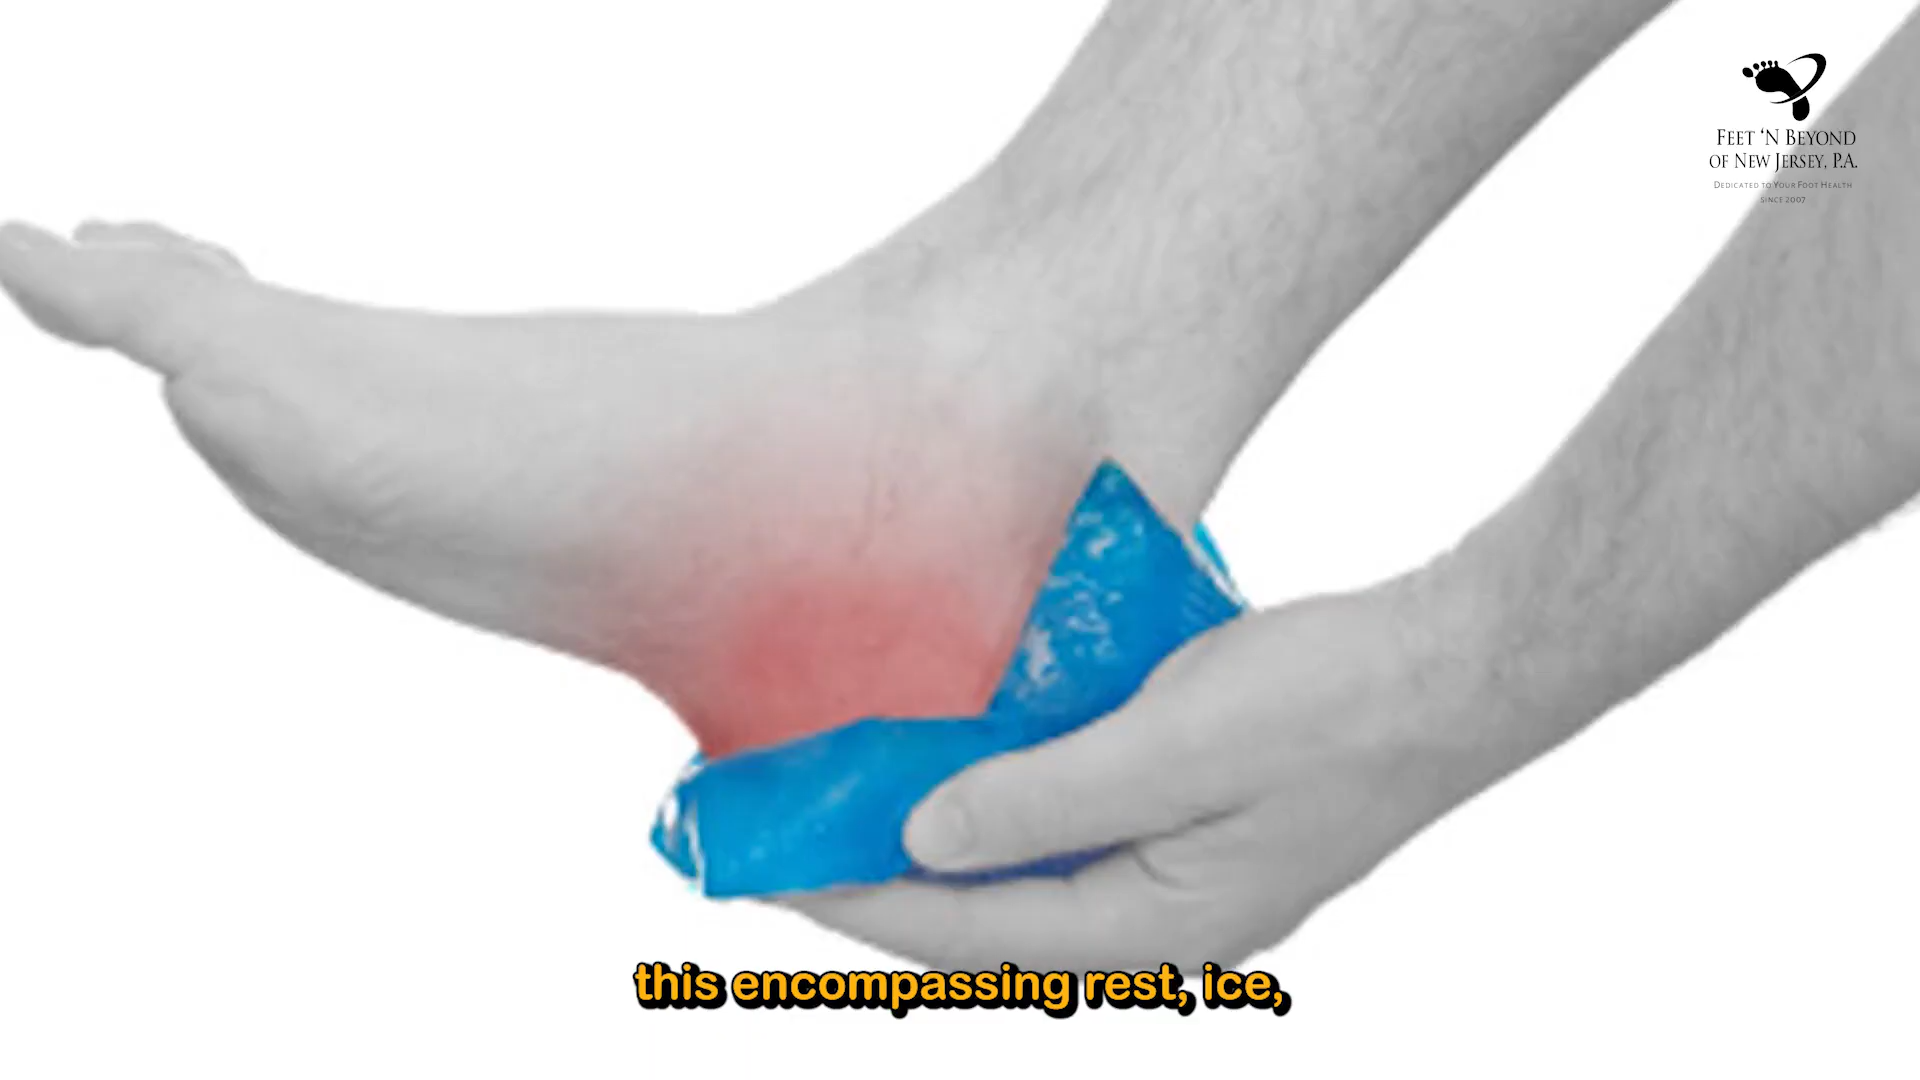 FEET ‘N BEYOND
OF NEW JERSEY, P.A.
DEDICATED TO YOUR FOOT HEALTH
SINCE 2007
this encompassing rest, ice,